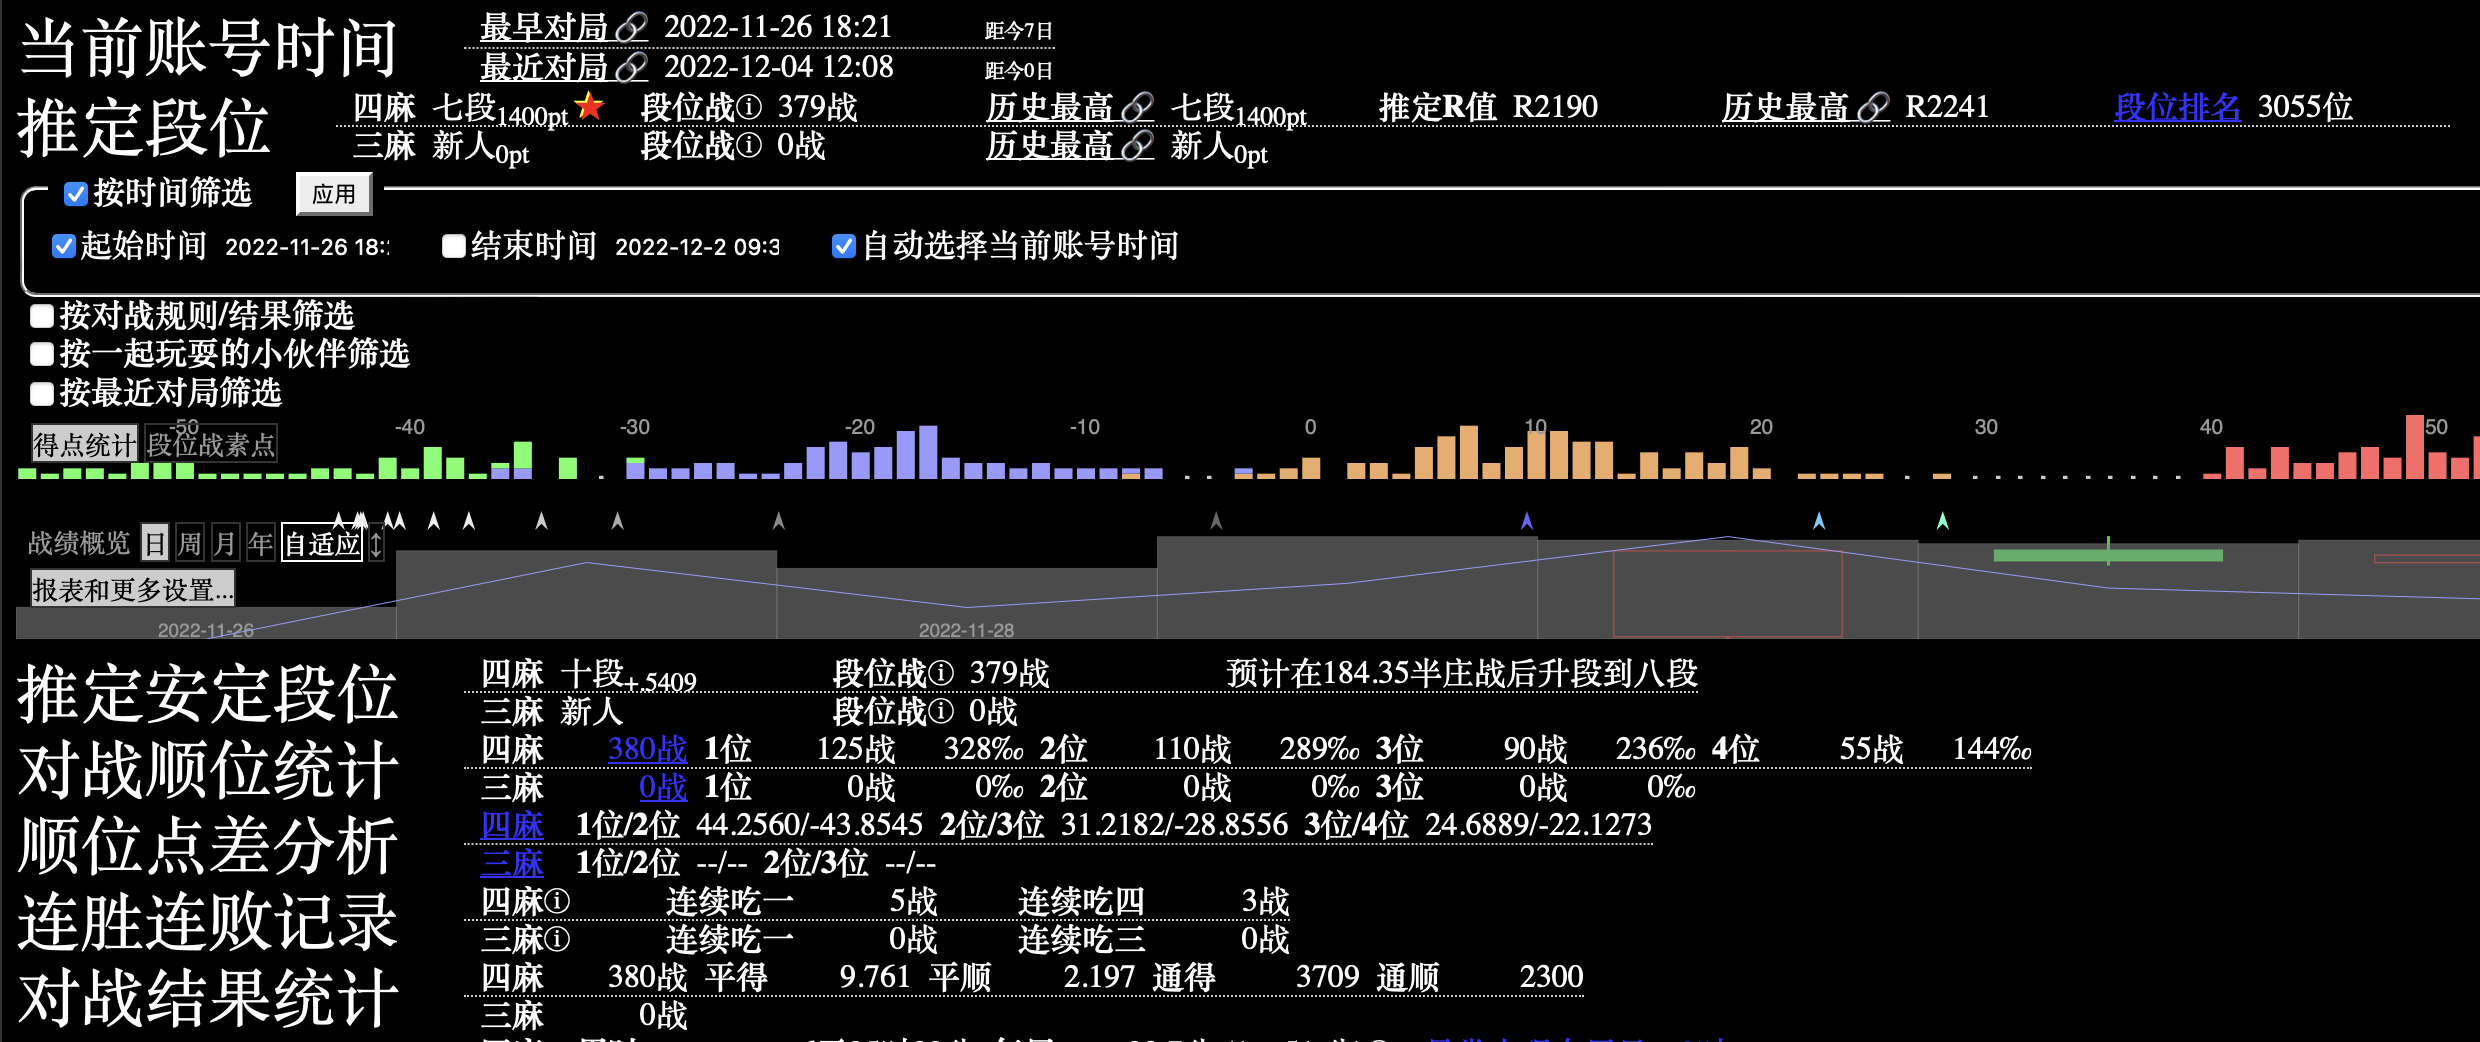 当前账号时间
最早对局🔗 2022-11-26 18:21 距今7日
最近对局🔗 2022-12-04 12:08 距今0日
推定段位
四麻 七段1400pt 段位战ⓘ 379战 历史最高🔗 七段1400pt 推定R值 R2190 历史最高🔗 R2241 段位排名 3055位
三麻 新人0pt 段位战ⓘ 0战 历史最高🔗 新人0pt
按时间筛选 应用
起始时间 2022-11-26 18: 结束时间 2022-12-2 09:3 自动选择当前账号时间
按对战规则/结果筛选
按一起玩耍的小伙伴筛选
按最近对局筛选
-50 -40 -30 -20 -10 0 10 20 30 40 50
得点统计 段位战素点
战绩概览 日 周 月 年 自适应 ↕
报表和更多设置...
2022-11-26 2022-11-28
推定安定段位
四麻 十段+.5409 段位战ⓘ 379战 预计在184.35半庄战后升段到八段
三麻 新人 段位战ⓘ 0战
对战顺位统计
四麻 380战 1位 125战 328‰ 2位 110战 289‰ 3位 90战 236‰ 4位 55战 144‰
三麻 0战 1位 0战 0‰ 2位 0战 0‰ 3位 0战 0‰
顺位点差分析
四麻 1位/2位 44.2560/-43.8545 2位/3位 31.2182/-28.8556 3位/4位 24.6889/-22.1273
三麻 1位/2位 --/-- 2位/3位 --/--
连胜连败记录
四麻ⓘ 连续吃一 5战 连续吃四 3战
三麻ⓘ 连续吃一 0战 连续吃三 0战
对战结果统计
四麻 380战 平得 9.761 平顺 2.197 通得 3709 通顺 2300
三麻 0战